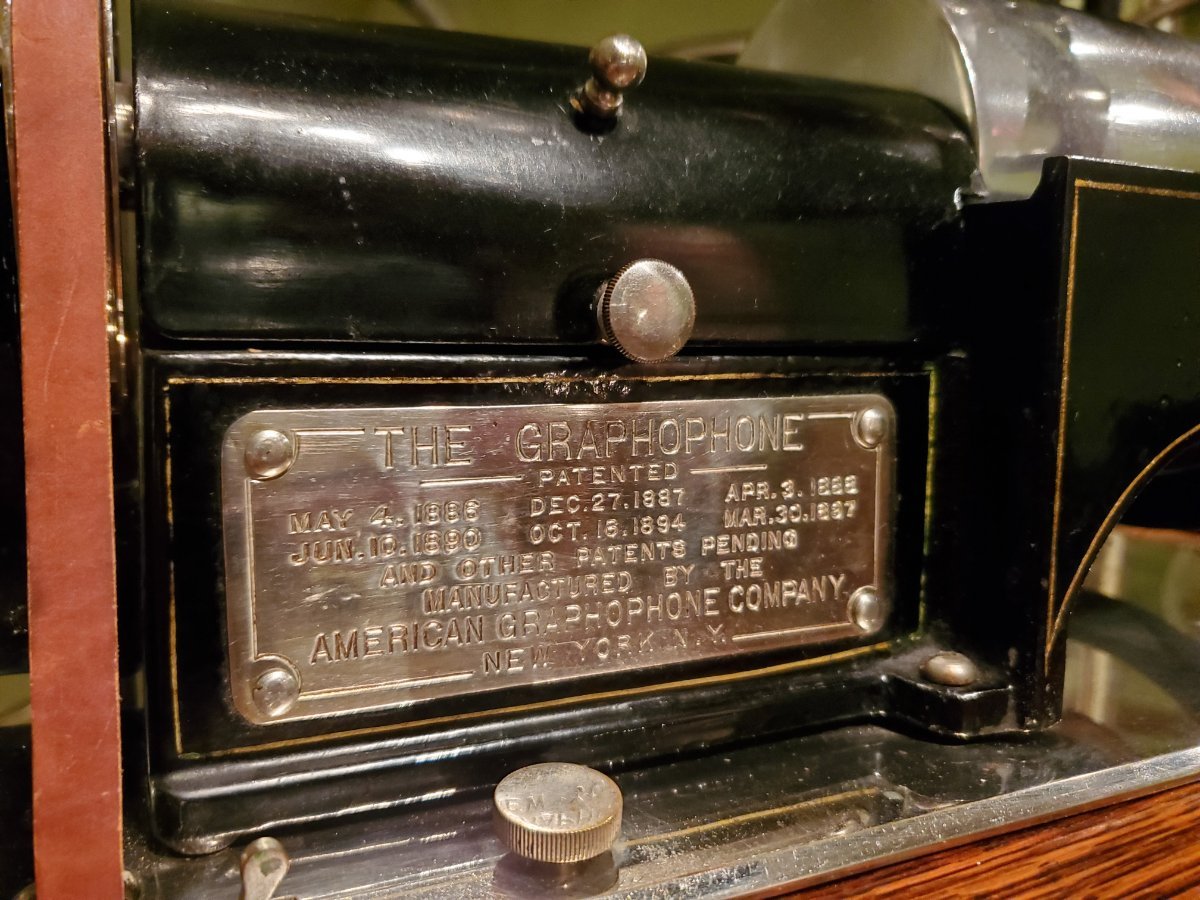 THE GRAPHOPHONE
PATENTED
MAY 4.1886 DEC.27.1887 APR.3.1888
JUN.10.1890 OCT.16.1894 MAR.30.1897
AND OTHER PATENTS PENDING
MANUFACTURED BY THE
AMERICAN GRAPHOPHONE COMPANY.
NEW YORK N.Y.